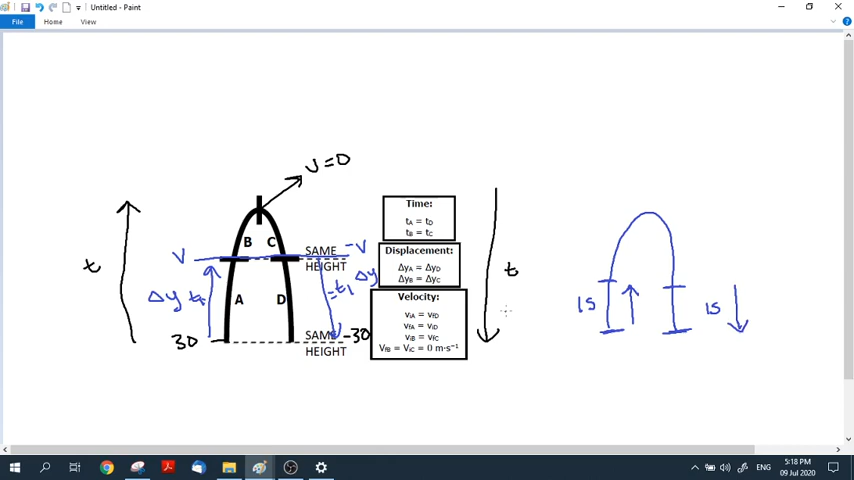 Untitled - Paint
File
Home
View
V=0
Time:
tA = tD
tB = tC
B
C
Displacement:
ΔyA = ΔyD
ΔyB = ΔyC
V
SAME
HEIGHT
-V
t
Δy
A
D
=t1
Δy
t
Velocity:
viA = vfD
vfA = viD
viB = vfC
VfB = ViC = 0 m·s⁻¹
1s
1s
30
SAME
HEIGHT
-30
ENG
5:18 PM
09 Jul 2020